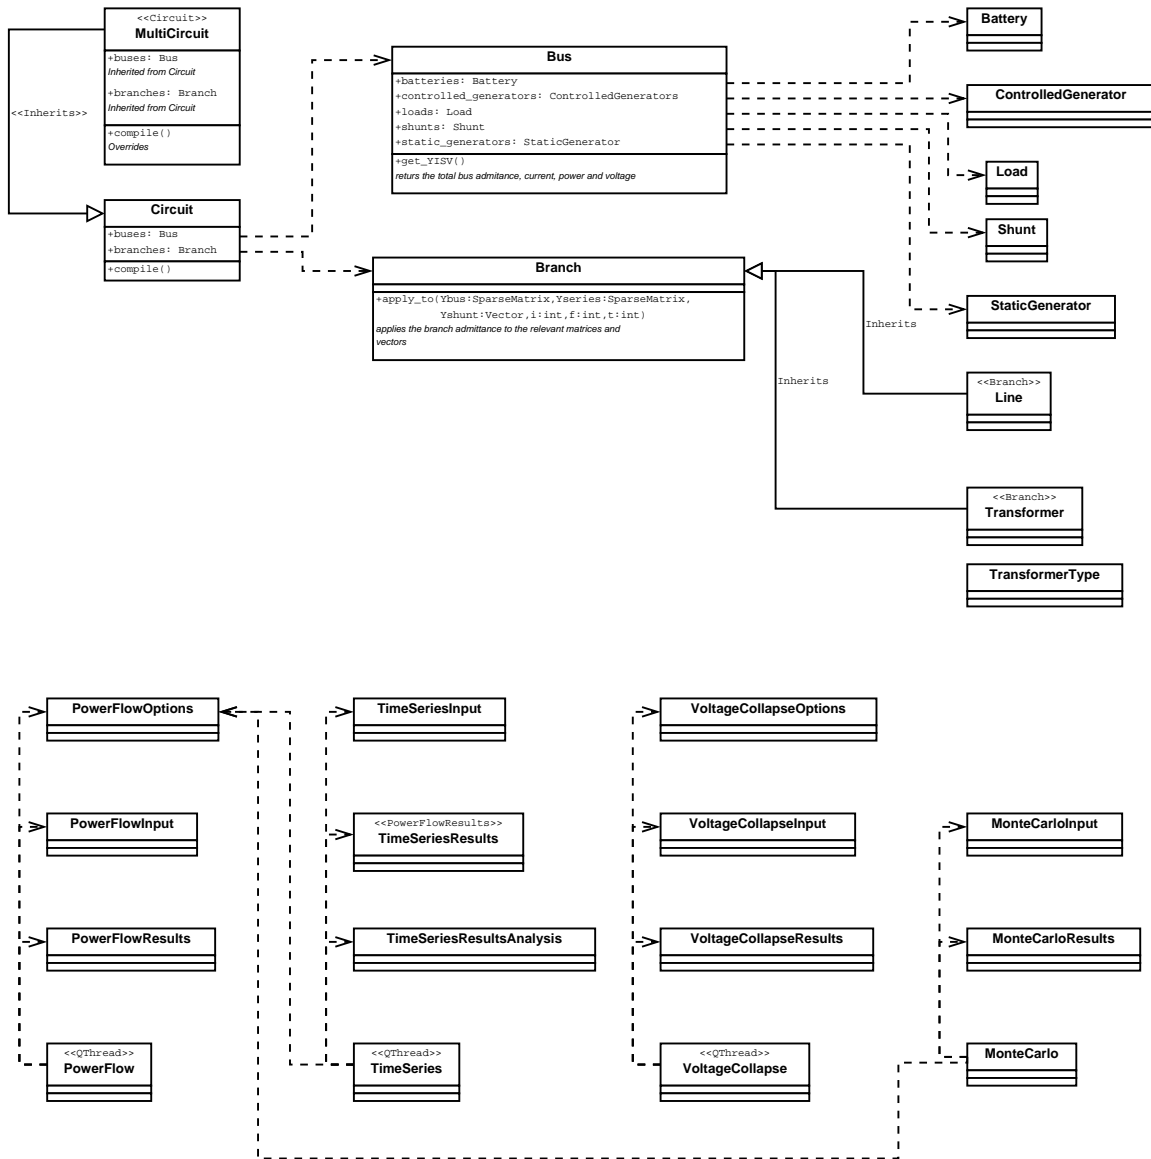 <<Circuit>>
MultiCircuit
+buses: Bus
Inherited from Circuit
+branches: Branch
Inherited from Circuit
+compile()
Overrides
<<Inherits>>
Circuit
+buses: Bus
+branches: Branch
+compile()
Bus
+batteries: Battery
+controlled_generators: ControlledGenerators
+loads: Load
+shunts: Shunt
+static_generators: StaticGenerator
+get_YISV()
returs the total bus admitance, current, power and voltage
Branch
+apply_to(Ybus:SparseMatrix,Yseries:SparseMatrix,
Yshunt:Vector,i:int,f:int,t:int)
applies the branch admittance to the relevant matrices and
vectors
Battery
ControlledGenerator
Load
Shunt
StaticGenerator
Inherits
<<Branch>>
Line
Inherits
<<Branch>>
Transformer
TransformerType
PowerFlowOptions
TimeSeriesInput
VoltageCollapseOptions
PowerFlowInput
<<PowerFlowResults>>
TimeSeriesResults
VoltageCollapseInput
MonteCarloInput
PowerFlowResults
TimeSeriesResultsAnalysis
VoltageCollapseResults
MonteCarloResults
<<QThread>>
PowerFlow
<<QThread>>
TimeSeries
<<QThread>>
VoltageCollapse
MonteCarlo